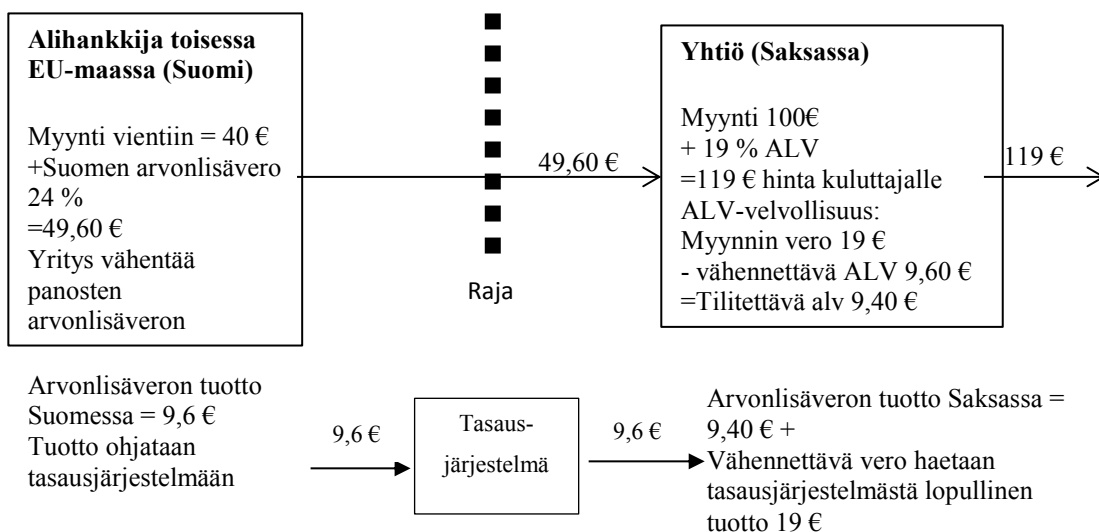 Alihankkija toisessa
EU-maassa (Suomi)
Myynti vientiin = 40 €
+Suomen arvonlisävero
24 %
=49,60 €
Yritys vähentää
panosten
arvonlisäveron
Raja
49,60 €
Yhtiö (Saksassa)
Myynti 100€
+ 19 % ALV
=119 € hinta kuluttajalle
ALV-velvollisuus:
Myynnin vero 19 €
- vähennettävä ALV 9,60 €
=Tilitettävä alv 9,40 €
119 €
Arvonlisäveron tuotto
Suomessa = 9,6 €
Tuotto ohjataan
tasausjärjestelmään
9,6 €
Tasaus-
järjestelmä
9,6 €
Arvonlisäveron tuotto Saksassa =
9,40 € +
Vähennettävä vero haetaan
tasausjärjestelmästä lopullinen
tuotto 19 €